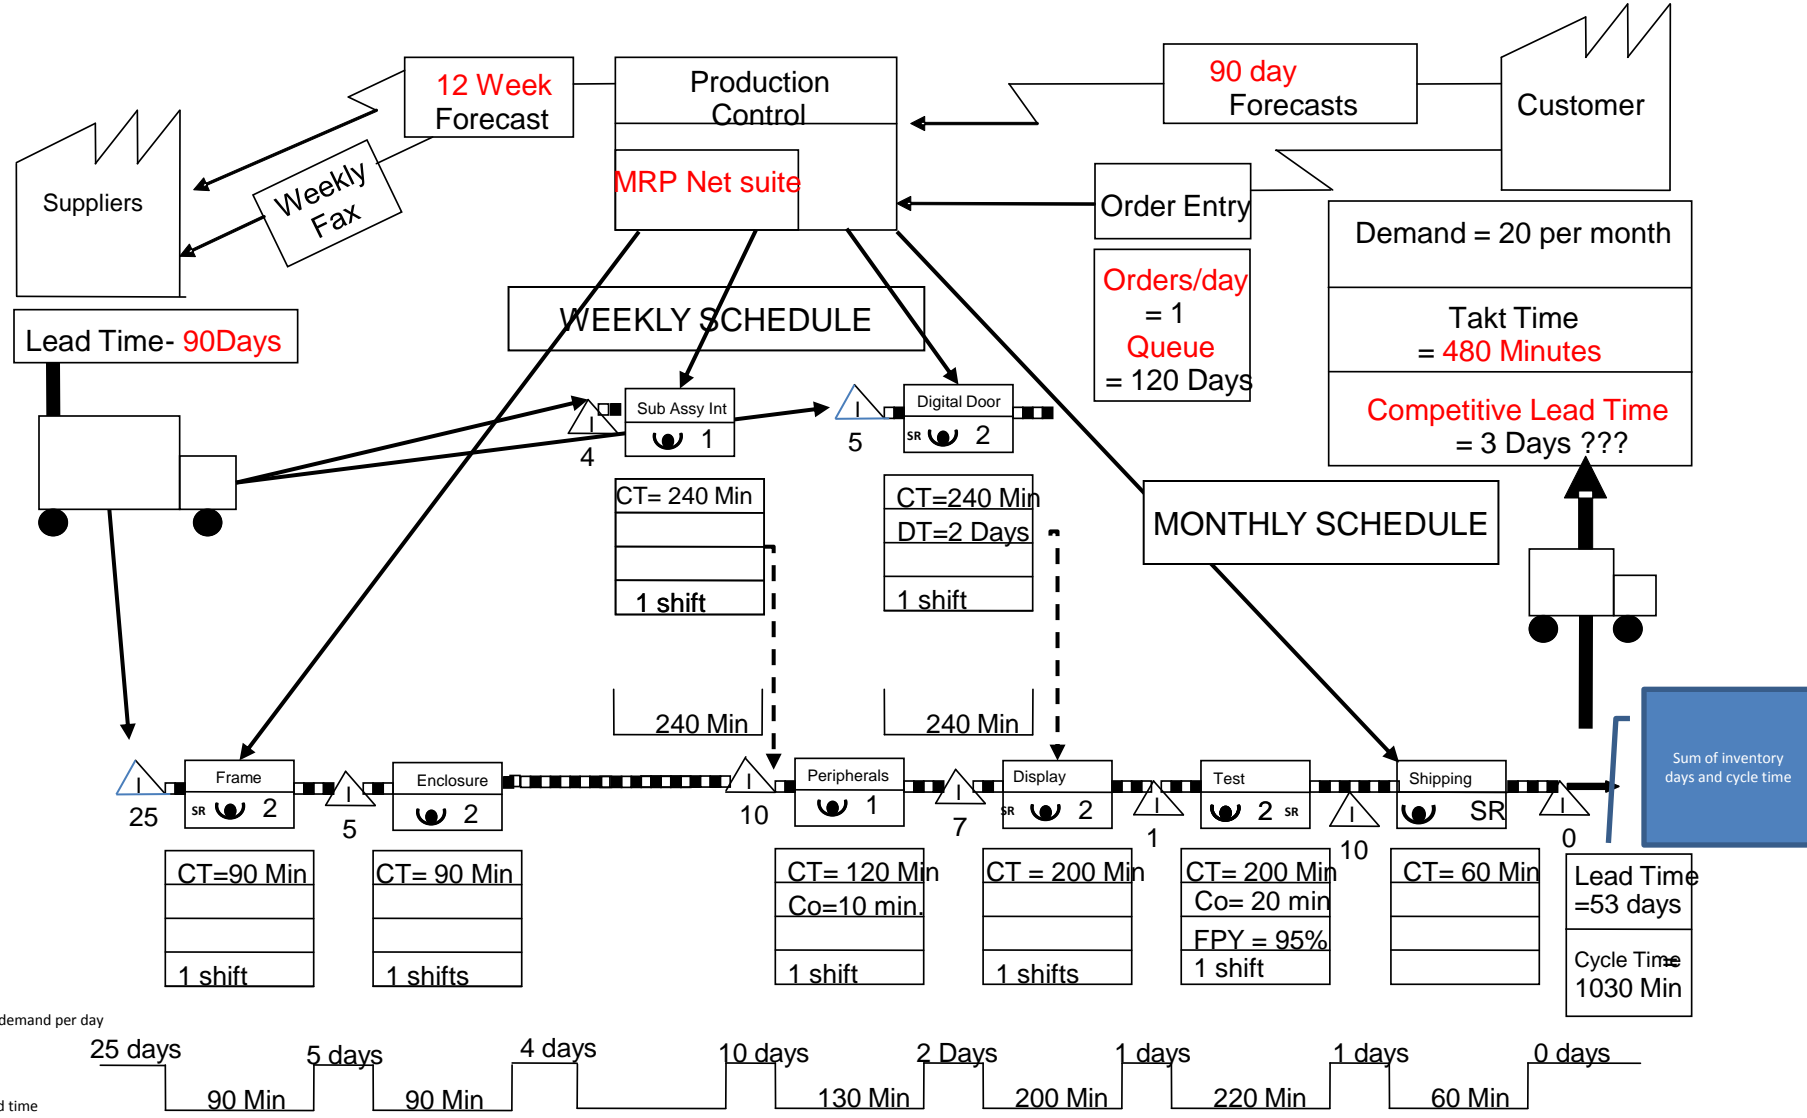 12 Week
Forecast
Production
Control
MRP Net suite
90 day
Forecasts
Customer
Suppliers
Weekly
Fax
Order Entry
Demand = 20 per month
Takt Time
= 480 Minutes
Competitive Lead Time
= 3 Days ???
Orders/day
= 1
Queue
= 120 Days
Lead Time- 90Days
WEEKLY SCHEDULE
MONTHLY SCHEDULE
I
4
Sub Assy Int
1
I
5
Digital Door
SR
2
CT= 240 Min
1 shift
CT=240 Min
DT=2 Days
1 shift
240 Min
240 Min
Sum of inventory
days and cycle time
I
25
Frame
SR
2
I
5
Enclosure
2
I
10
Peripherals
1
I
7
Display
SR
2
I
1
Test
2
SR
I
10
Shipping
SR
I
0
CT=90 Min
1 shift
CT= 90 Min
1 shifts
CT= 120 Min
Co=10 min.
1 shift
CT = 200 Min
1 shifts
CT= 200 Min
Co= 20 min
FPY = 95%
1 shift
CT= 60 Min
Lead Time
=53 days
Cycle Time=
1030 Min
demand per day
25 days
5 days
4 days
10 days
2 Days
1 days
1 days
0 days
90 Min
90 Min
130 Min
200 Min
220 Min
60 Min
d time